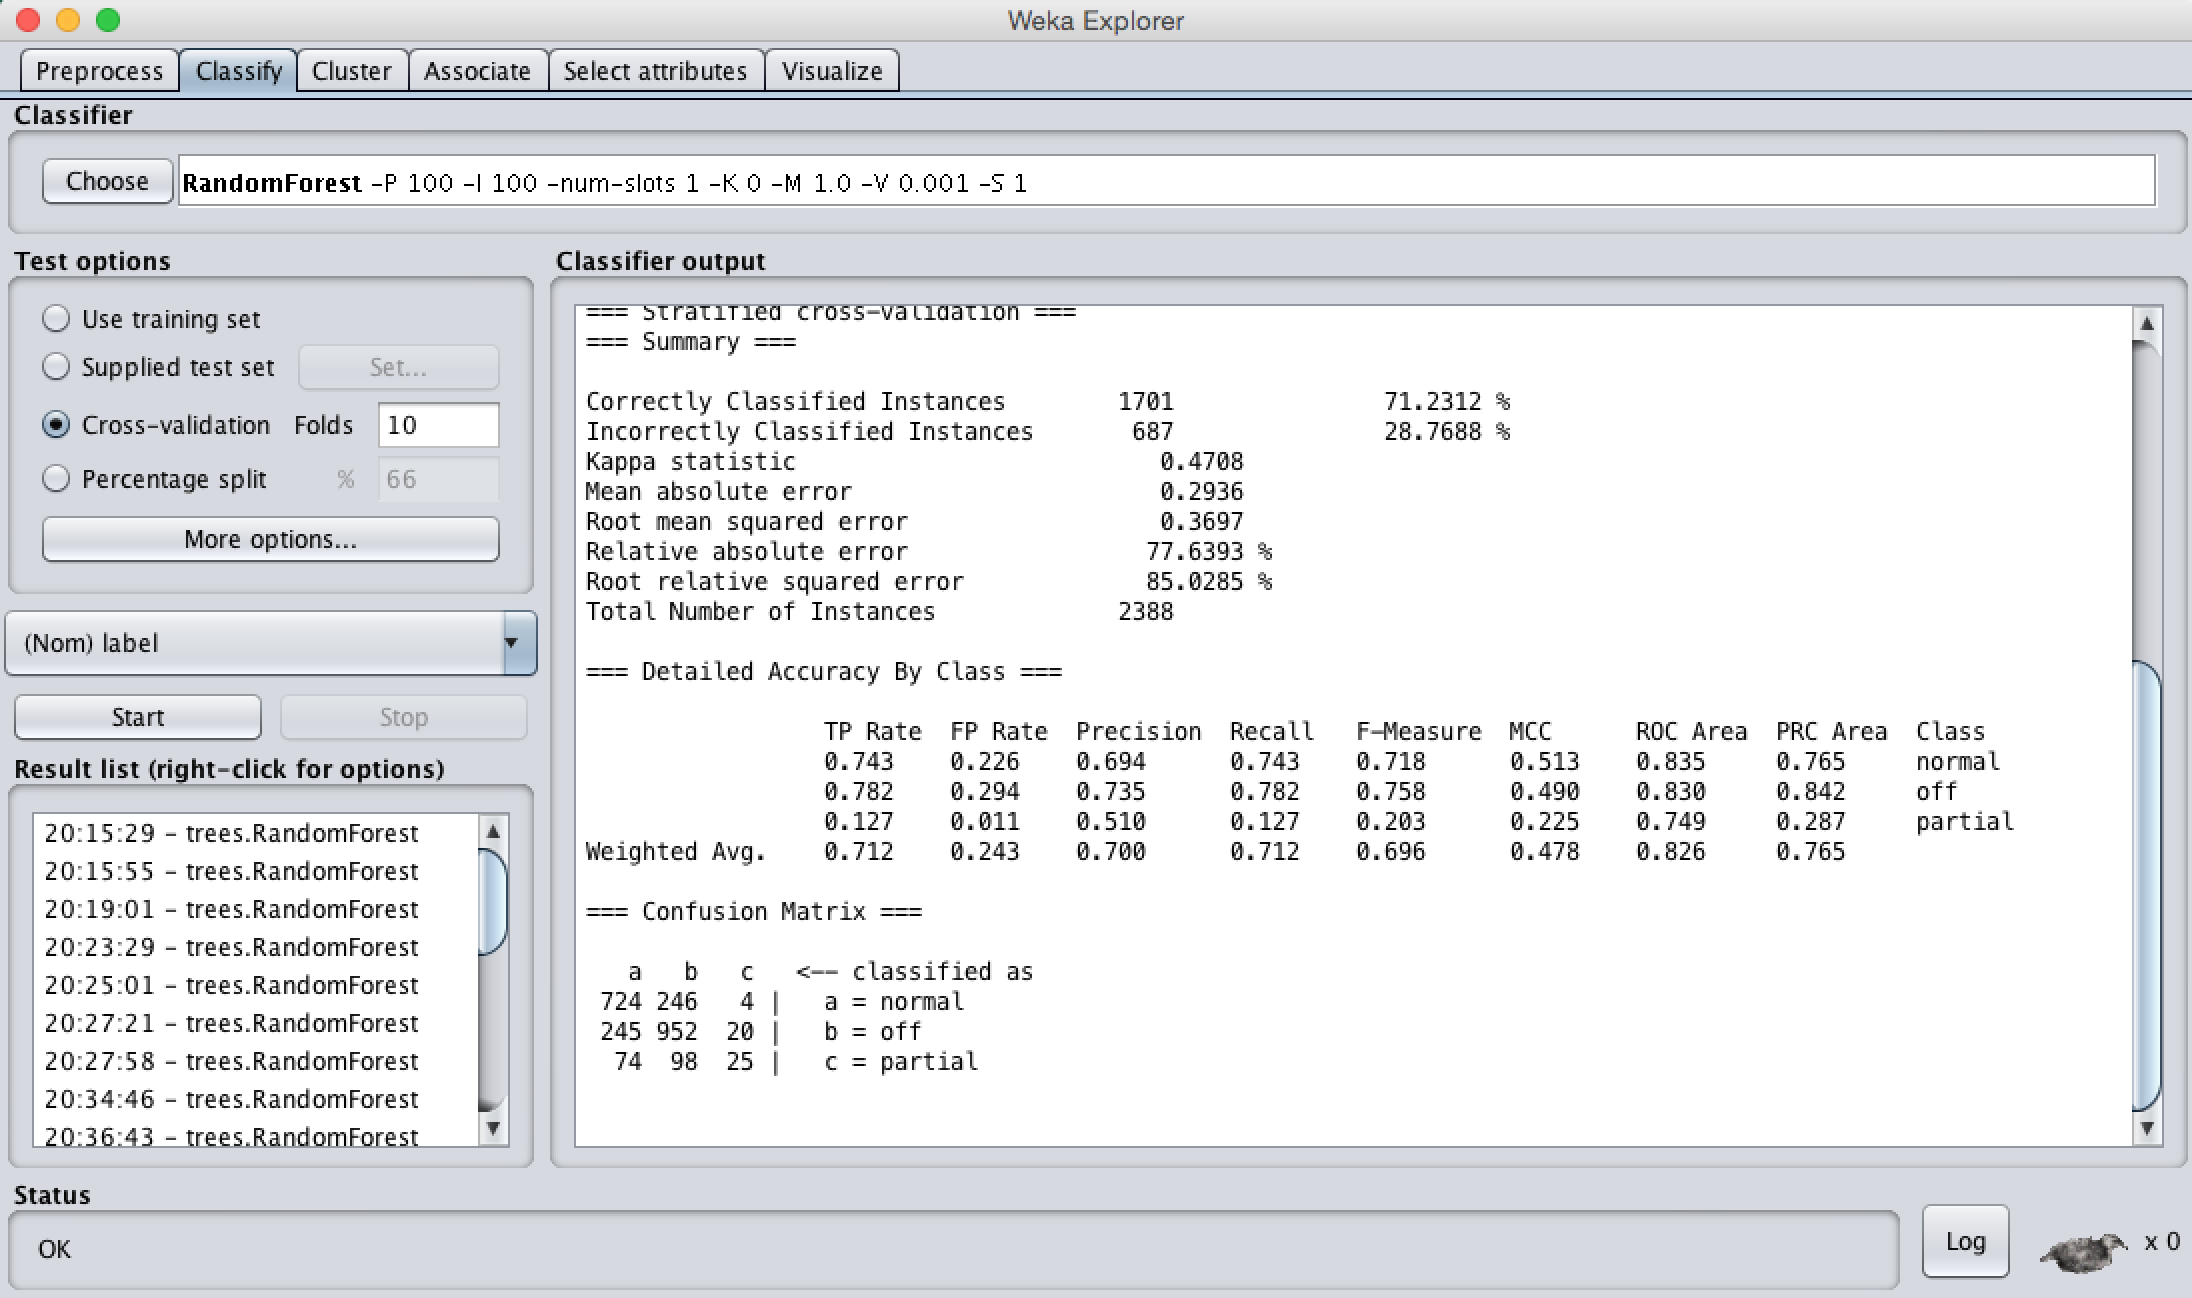 Weka Explorer
Preprocess Classify Cluster Associate Select attributes Visualize
Classifier
Choose RandomForest -P 100 -I 100 -num-slots 1 -K 0 -M 1.0 -V 0.001 -S 1
Test options
Use training set
Supplied test set Set...
Cross-validation Folds 10
Percentage split % 66
More options...
(Nom) label
Start Stop
Result list (right-click for options)
20:15:29 - trees.RandomForest
20:15:55 - trees.RandomForest
20:19:01 - trees.RandomForest
20:23:29 - trees.RandomForest
20:25:01 - trees.RandomForest
20:27:21 - trees.RandomForest
20:27:58 - trees.RandomForest
20:34:46 - trees.RandomForest
20:36:43 - trees.RandomForest
Classifier output
=== Stratified cross-validation ===
=== Summary ===
Correctly Classified Instances 1701 71.2312 %
Incorrectly Classified Instances 687 28.7688 %
Kappa statistic 0.4708
Mean absolute error 0.2936
Root mean squared error 0.3697
Relative absolute error 77.6393 %
Root relative squared error 85.0285 %
Total Number of Instances 2388
=== Detailed Accuracy By Class ===
TP Rate FP Rate Precision Recall F-Measure MCC ROC Area PRC Area Class
0.743 0.226 0.694 0.743 0.718 0.513 0.835 0.765 normal
0.782 0.294 0.735 0.782 0.758 0.490 0.830 0.842 off
0.127 0.011 0.510 0.127 0.203 0.225 0.749 0.287 partial
Weighted Avg. 0.712 0.243 0.700 0.712 0.696 0.478 0.826 0.765
=== Confusion Matrix ===
a b c <-- classified as
724 246 4 | a = normal
245 952 20 | b = off
74 98 25 | c = partial
Status
OK
Log x 0